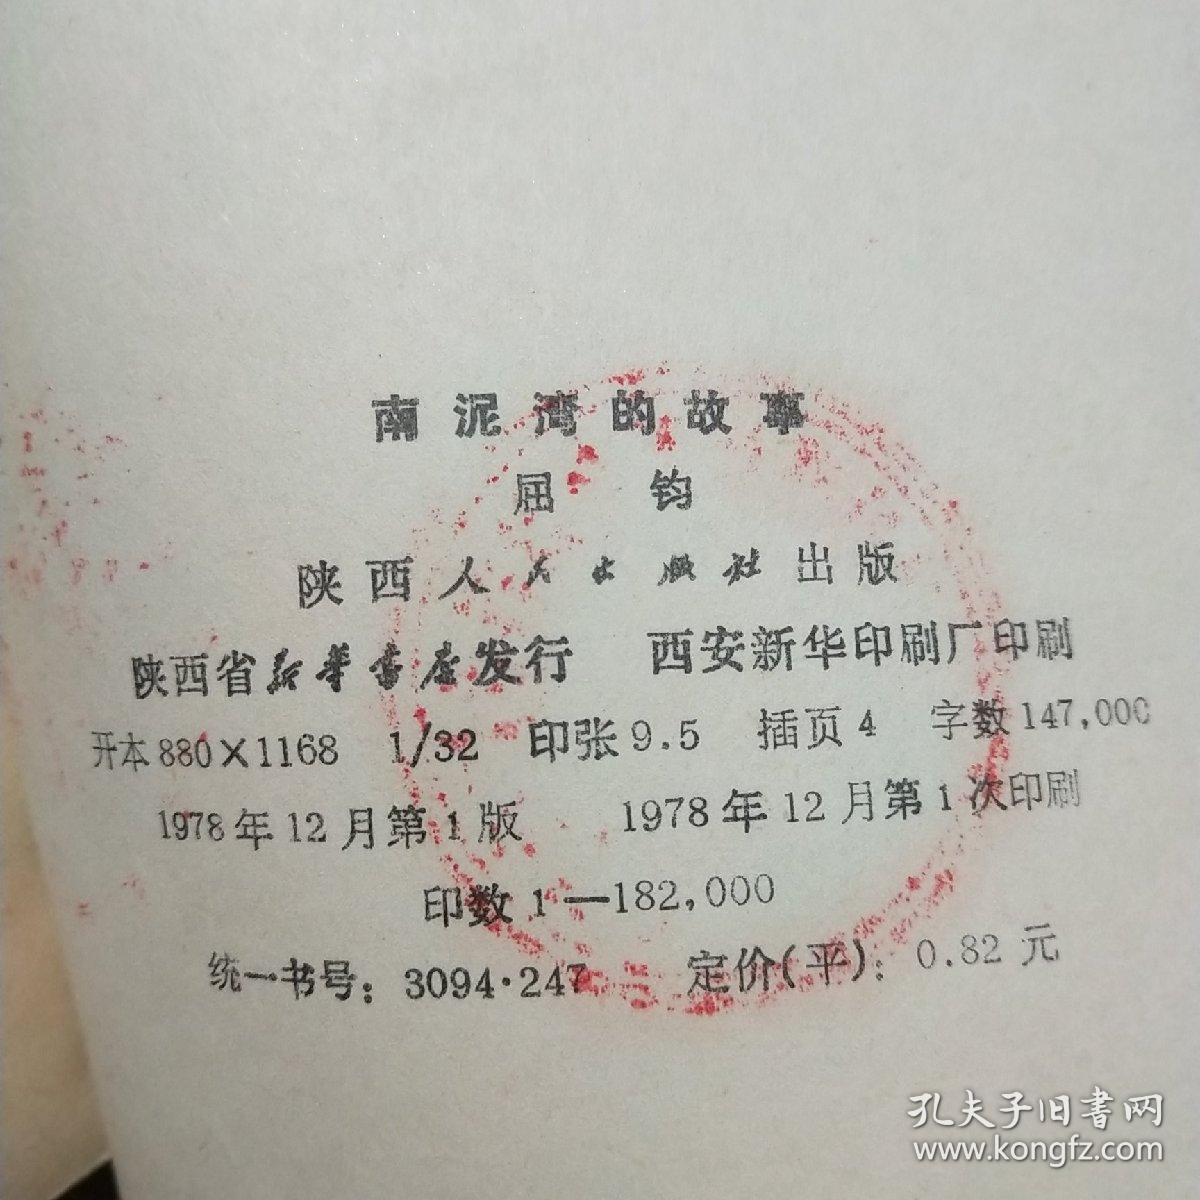 南泥湾的故事
屈 钧
陕西人民出版社出版
陕西省新华书店发行 西安新华印刷厂印刷
开本880×1168 1/32 印张9.5 插页4 字数147,000
1978年12月第1版 1978年12月第1次印刷
印数1—182,000
统一书号：3094·247 定价(平)：0.82元
孔夫子旧书网
www.kongfz.com